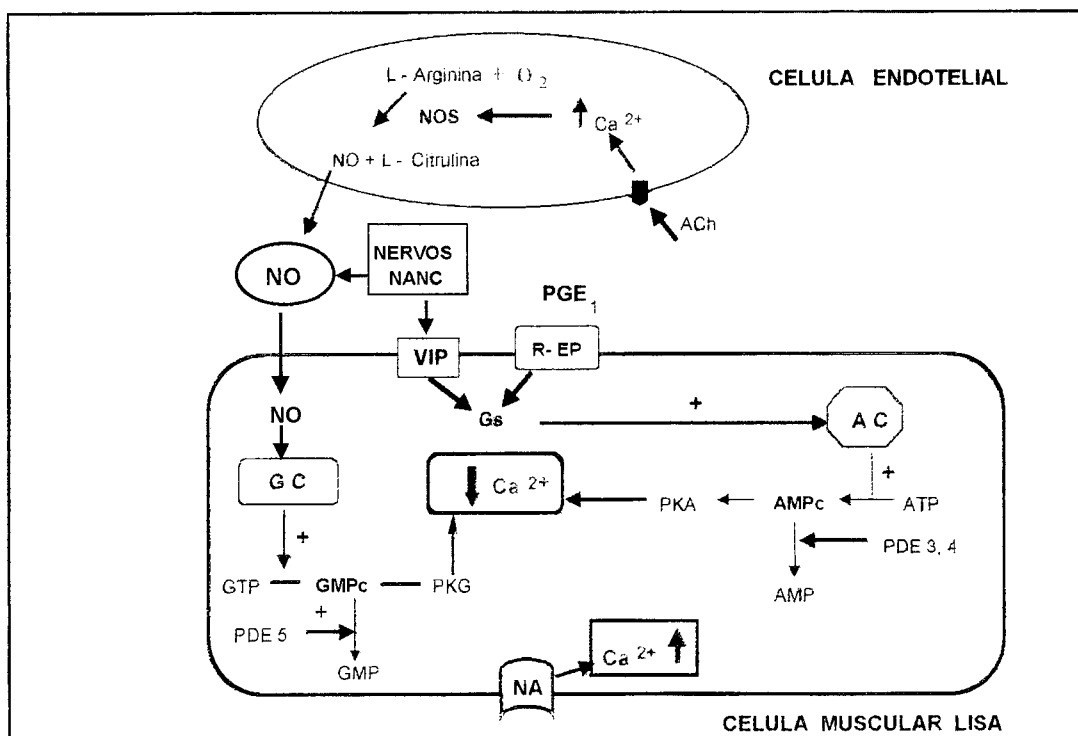 L - Arginina + O2
CELULA ENDOTELIAL
NOS
Ca 2+
NO + L - Citrulina
ACh
NO
NERVOS
NANC
PGE1
VIP
R- EP
NO
Gs
+
A C
G C
Ca 2+
PKA
AMPc
+
ATP
+
PDE 3, 4
GTP
GMPc
PKG
AMP
+
PDE 5
GMP
Ca 2+
NA
CELULA MUSCULAR LISA